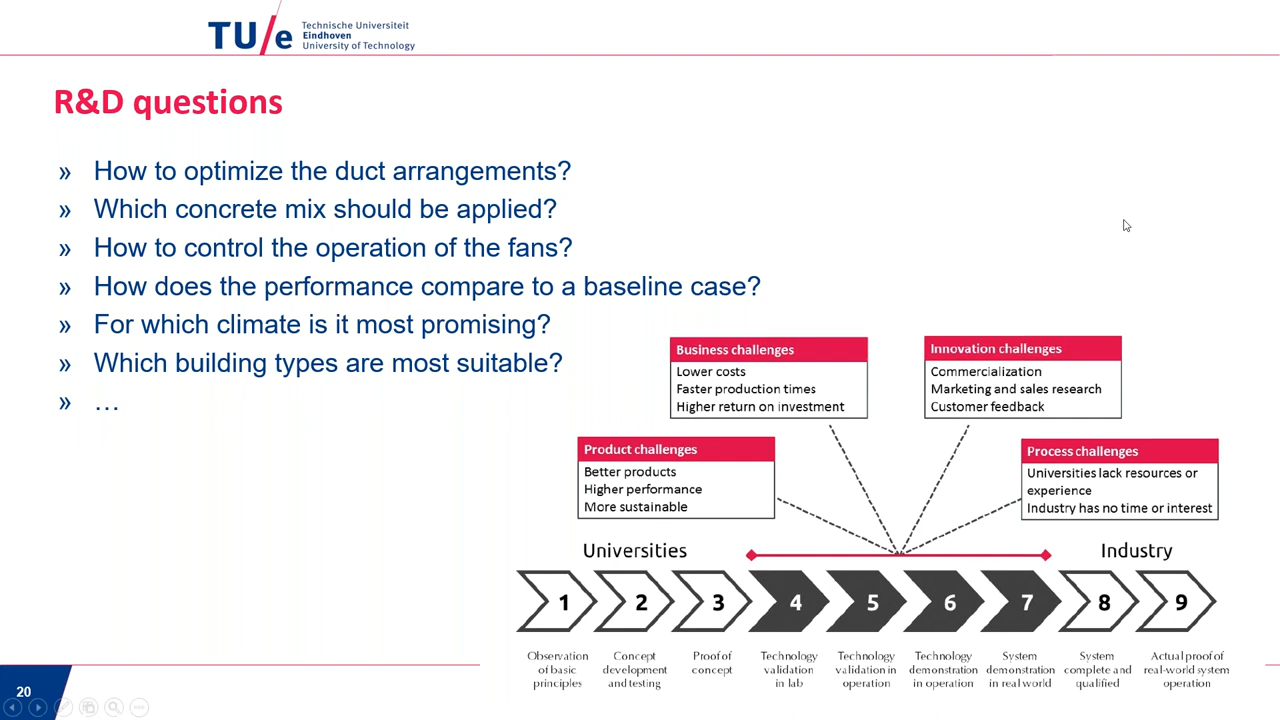 TU/e
Technische Universiteit
Eindhoven
University of Technology
R&D questions
» How to optimize the duct arrangements?
» Which concrete mix should be applied?
» How to control the operation of the fans?
» How does the performance compare to a baseline case?
» For which climate is it most promising?
» Which building types are most suitable?
» …
Business challenges
Lower costs
Faster production times
Higher return on investment
Innovation challenges
Commercialization
Marketing and sales research
Customer feedback
Product challenges
Better products
Higher performance
More sustainable
Process challenges
Universities lack resources or
experience
Industry has no time or interest
Universities
Industry
1 2 3 4 5 6 7 8 9
Observation
of basic
principles
Concept
development
and testing
Proof of
concept
Technology
validation
in lab
Technology
validation in
operation
Technology
demonstration
in operation
System
demonstration
in real world
System
complete and
qualified
Actual proof of
real-world system
operation
20